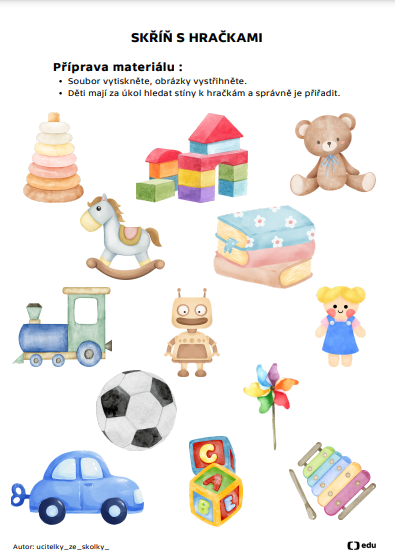 SKŘÍŇ S HRAČKAMI
Příprava materiálu :
• Soubor vytiskněte, obrázky vystřihněte.
• Děti mají za úkol hledat stíny k hračkám a správně je přiřadit.
C
A
B E
Autor: ucitelky_ze_skolky_
edu